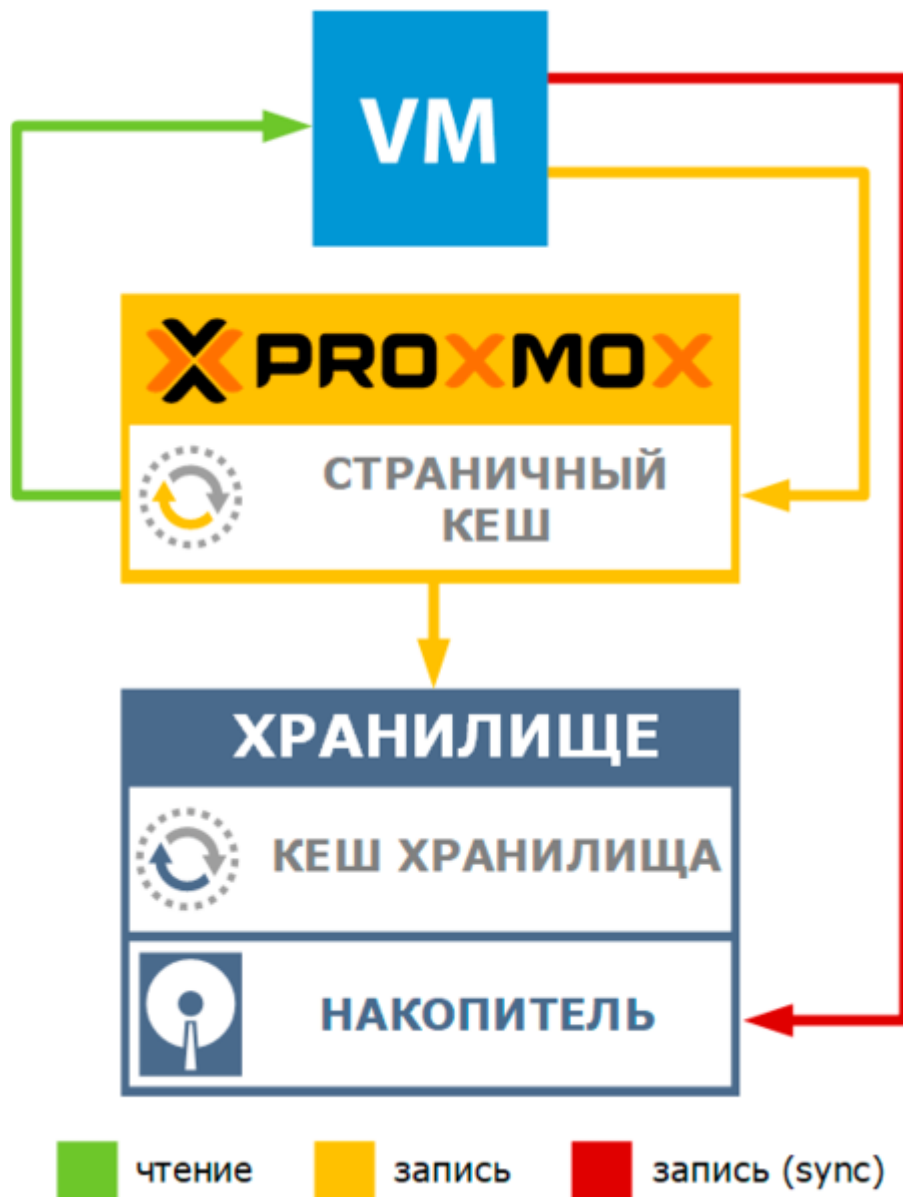 VM
PROXMOX
СТРАНИЧНЫЙ
КЕШ
ХРАНИЛИЩЕ
КЕШ ХРАНИЛИЩА
НАКОПИТЕЛЬ
чтение запись запись (sync)